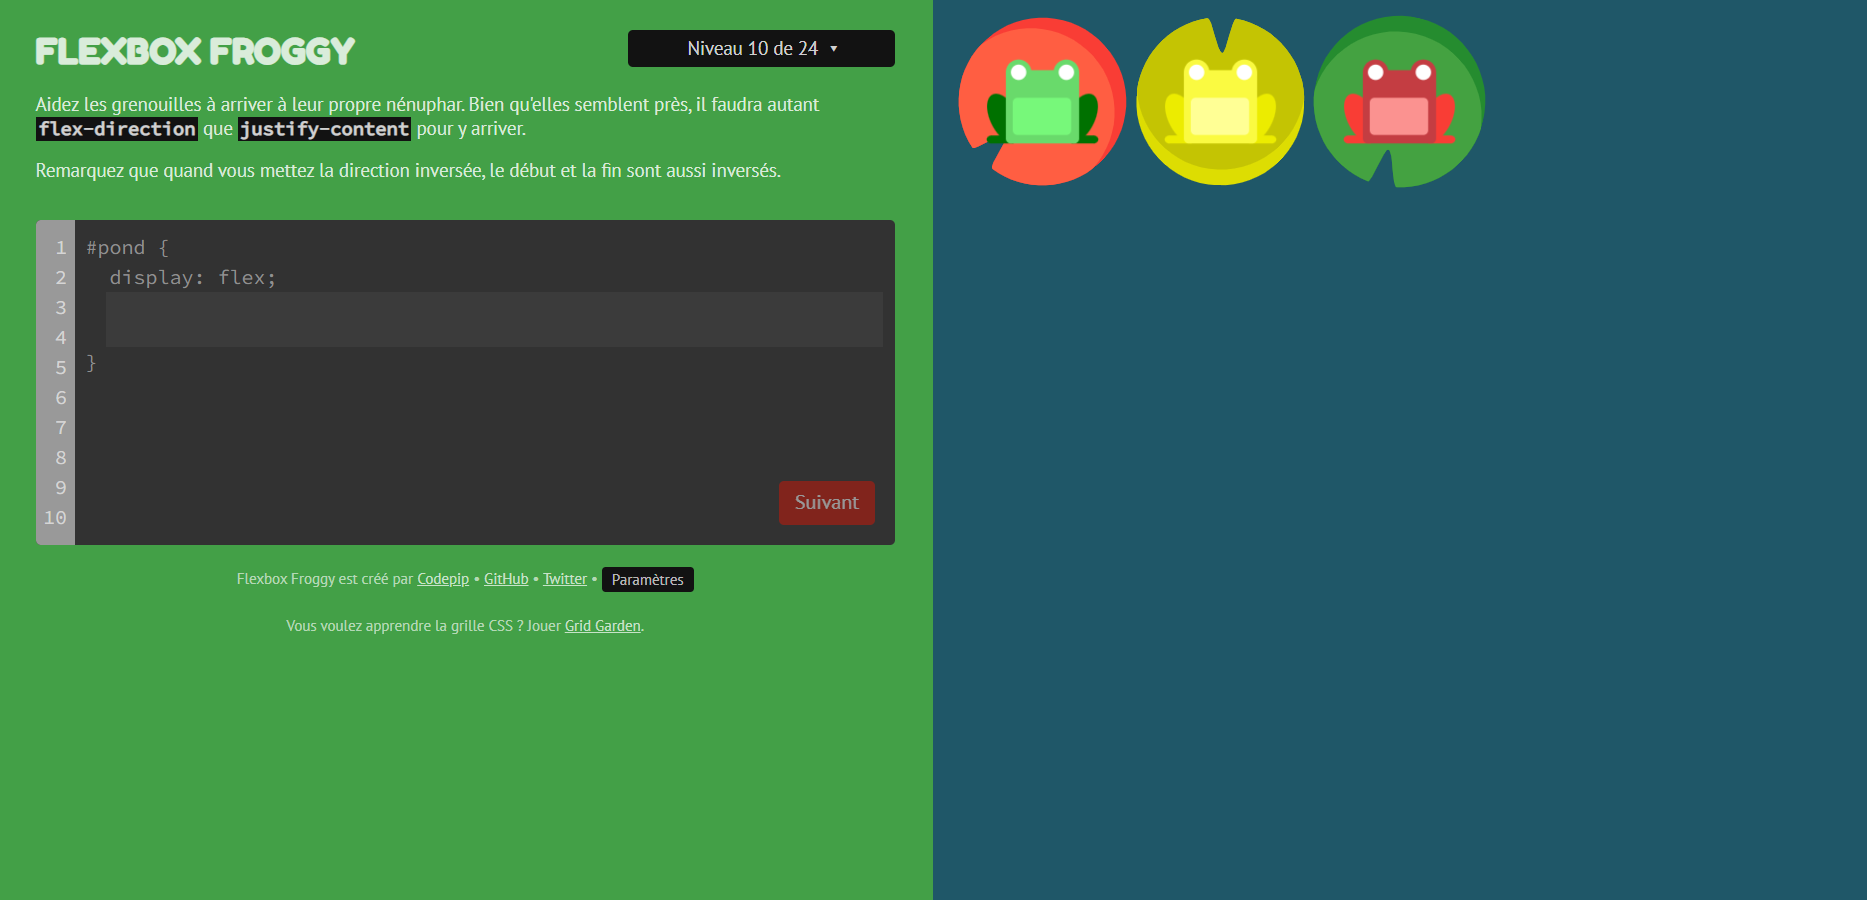 FLEXBOX FROGGY
Niveau 10 de 24 ▼
Aidez les grenouilles à arriver à leur propre nénuphar. Bien qu'elles semblent près, il faudra autant
flex-direction que justify-content pour y arriver.
Remarquez que quand vous mettez la direction inversée, le début et la fin sont aussi inversés.
1 #pond {
2 display: flex;
3
4
5 }
6
7
8
9
10
Suivant
Flexbox Froggy est créé par Codepip • GitHub • Twitter • Paramètres
Vous voulez apprendre la grille CSS ? Jouer Grid Garden.